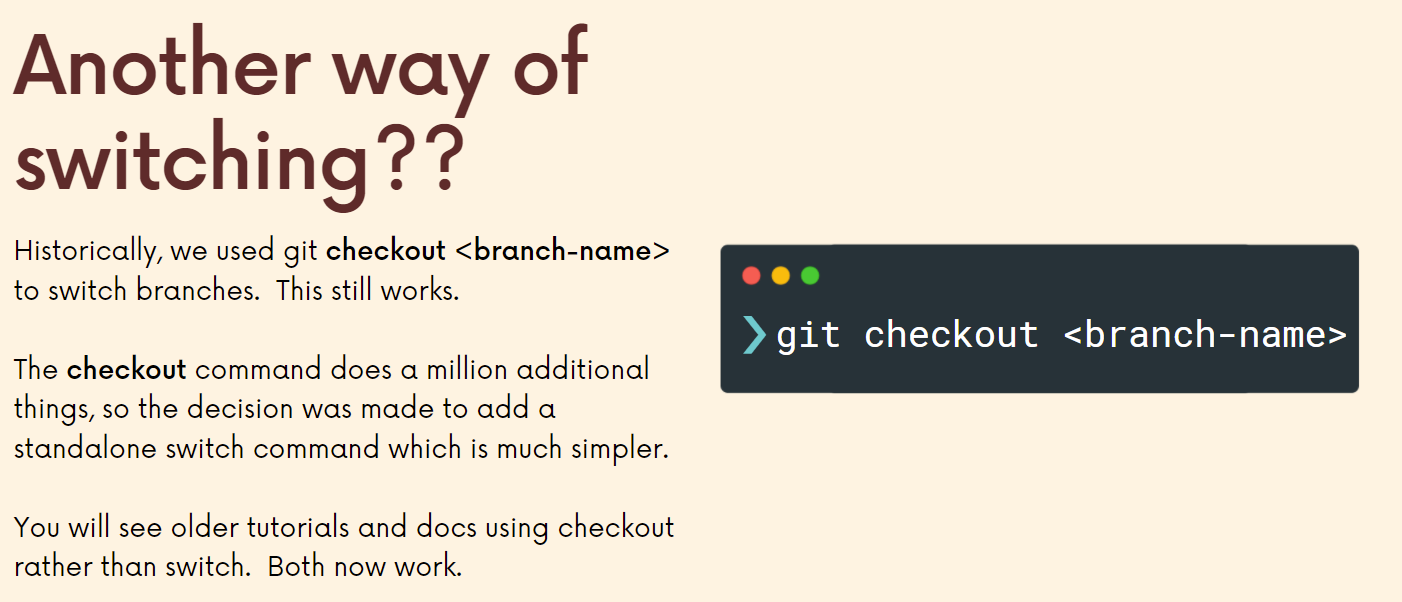 Another way of
switching??
Historically, we used git checkout <branch-name>
to switch branches.  This still works.
The checkout command does a million additional
things, so the decision was made to add a
standalone switch command which is much simpler.
You will see older tutorials and docs using checkout
rather than switch.  Both now work.
❯ git checkout <branch-name>